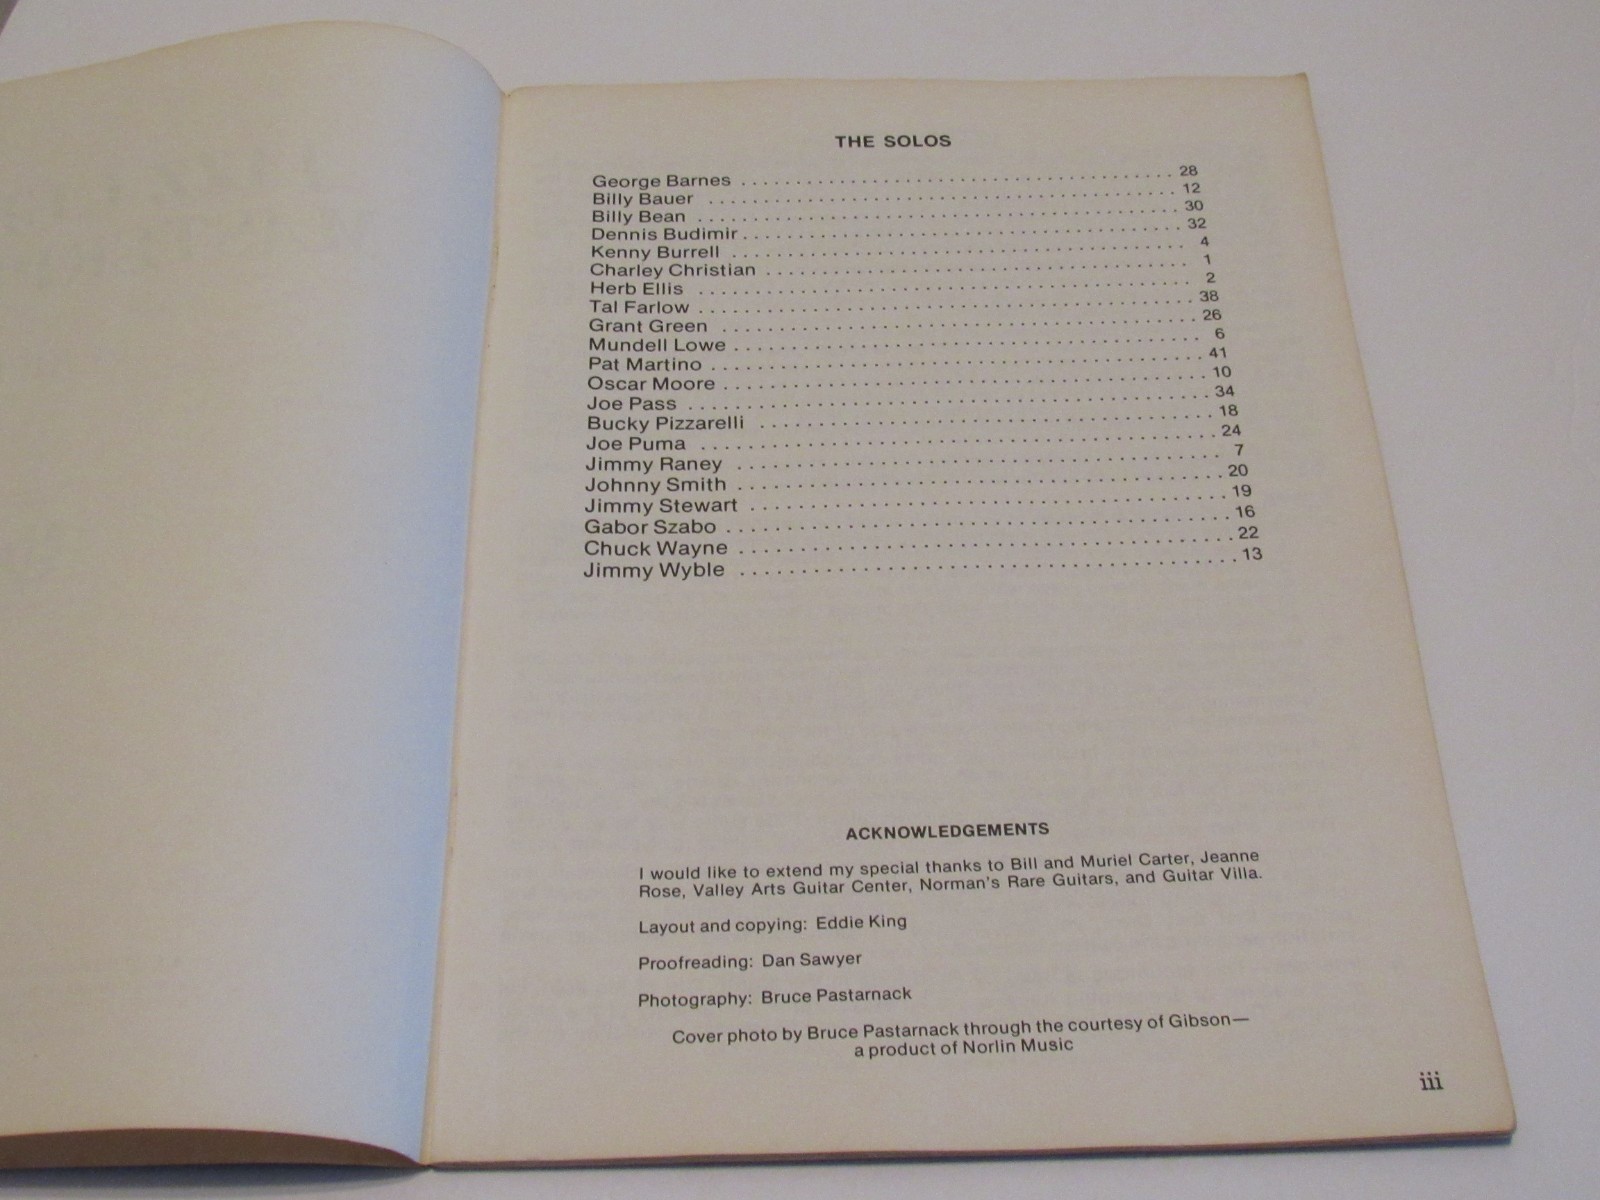 THE SOLOS
George Barnes . . . . . . . . . . . . . . . . . . . . . . . . . . . . . . . . . . . . 28
Billy Bauer . . . . . . . . . . . . . . . . . . . . . . . . . . . . . . . . . . . . 12
Billy Bean . . . . . . . . . . . . . . . . . . . . . . . . . . . . . . . . . . . . 30
Dennis Budimir . . . . . . . . . . . . . . . . . . . . . . . . . . . . . . . . . . . . 32
Kenny Burrell . . . . . . . . . . . . . . . . . . . . . . . . . . . . . . . . . . . . 4
Charley Christian . . . . . . . . . . . . . . . . . . . . . . . . . . . . . . . . . . . . 1
Herb Ellis . . . . . . . . . . . . . . . . . . . . . . . . . . . . . . . . . . . . 2
Tal Farlow . . . . . . . . . . . . . . . . . . . . . . . . . . . . . . . . . . . . 38
Grant Green . . . . . . . . . . . . . . . . . . . . . . . . . . . . . . . . . . . . 26
Mundell Lowe . . . . . . . . . . . . . . . . . . . . . . . . . . . . . . . . . . . . 6
Pat Martino . . . . . . . . . . . . . . . . . . . . . . . . . . . . . . . . . . . . 41
Oscar Moore . . . . . . . . . . . . . . . . . . . . . . . . . . . . . . . . . . . . 10
Joe Pass . . . . . . . . . . . . . . . . . . . . . . . . . . . . . . . . . . . . 34
Bucky Pizzarelli . . . . . . . . . . . . . . . . . . . . . . . . . . . . . . . . . . . . 18
Joe Puma . . . . . . . . . . . . . . . . . . . . . . . . . . . . . . . . . . . . 24
Jimmy Raney . . . . . . . . . . . . . . . . . . . . . . . . . . . . . . . . . . . . 7
Johnny Smith . . . . . . . . . . . . . . . . . . . . . . . . . . . . . . . . . . . . 20
Jimmy Stewart . . . . . . . . . . . . . . . . . . . . . . . . . . . . . . . . . . . . 19
Gabor Szabo . . . . . . . . . . . . . . . . . . . . . . . . . . . . . . . . . . . . 16
Chuck Wayne . . . . . . . . . . . . . . . . . . . . . . . . . . . . . . . . . . . . 22
Jimmy Wyble . . . . . . . . . . . . . . . . . . . . . . . . . . . . . . . . . . . . 13
ACKNOWLEDGEMENTS
I would like to extend my special thanks to Bill and Muriel Carter, Jeanne
Rose, Valley Arts Guitar Center, Norman's Rare Guitars, and Guitar Villa.
Layout and copying: Eddie King
Proofreading: Dan Sawyer
Photography: Bruce Pastarnack
Cover photo by Bruce Pastarnack through the courtesy of Gibson—
a product of Norlin Music
iii